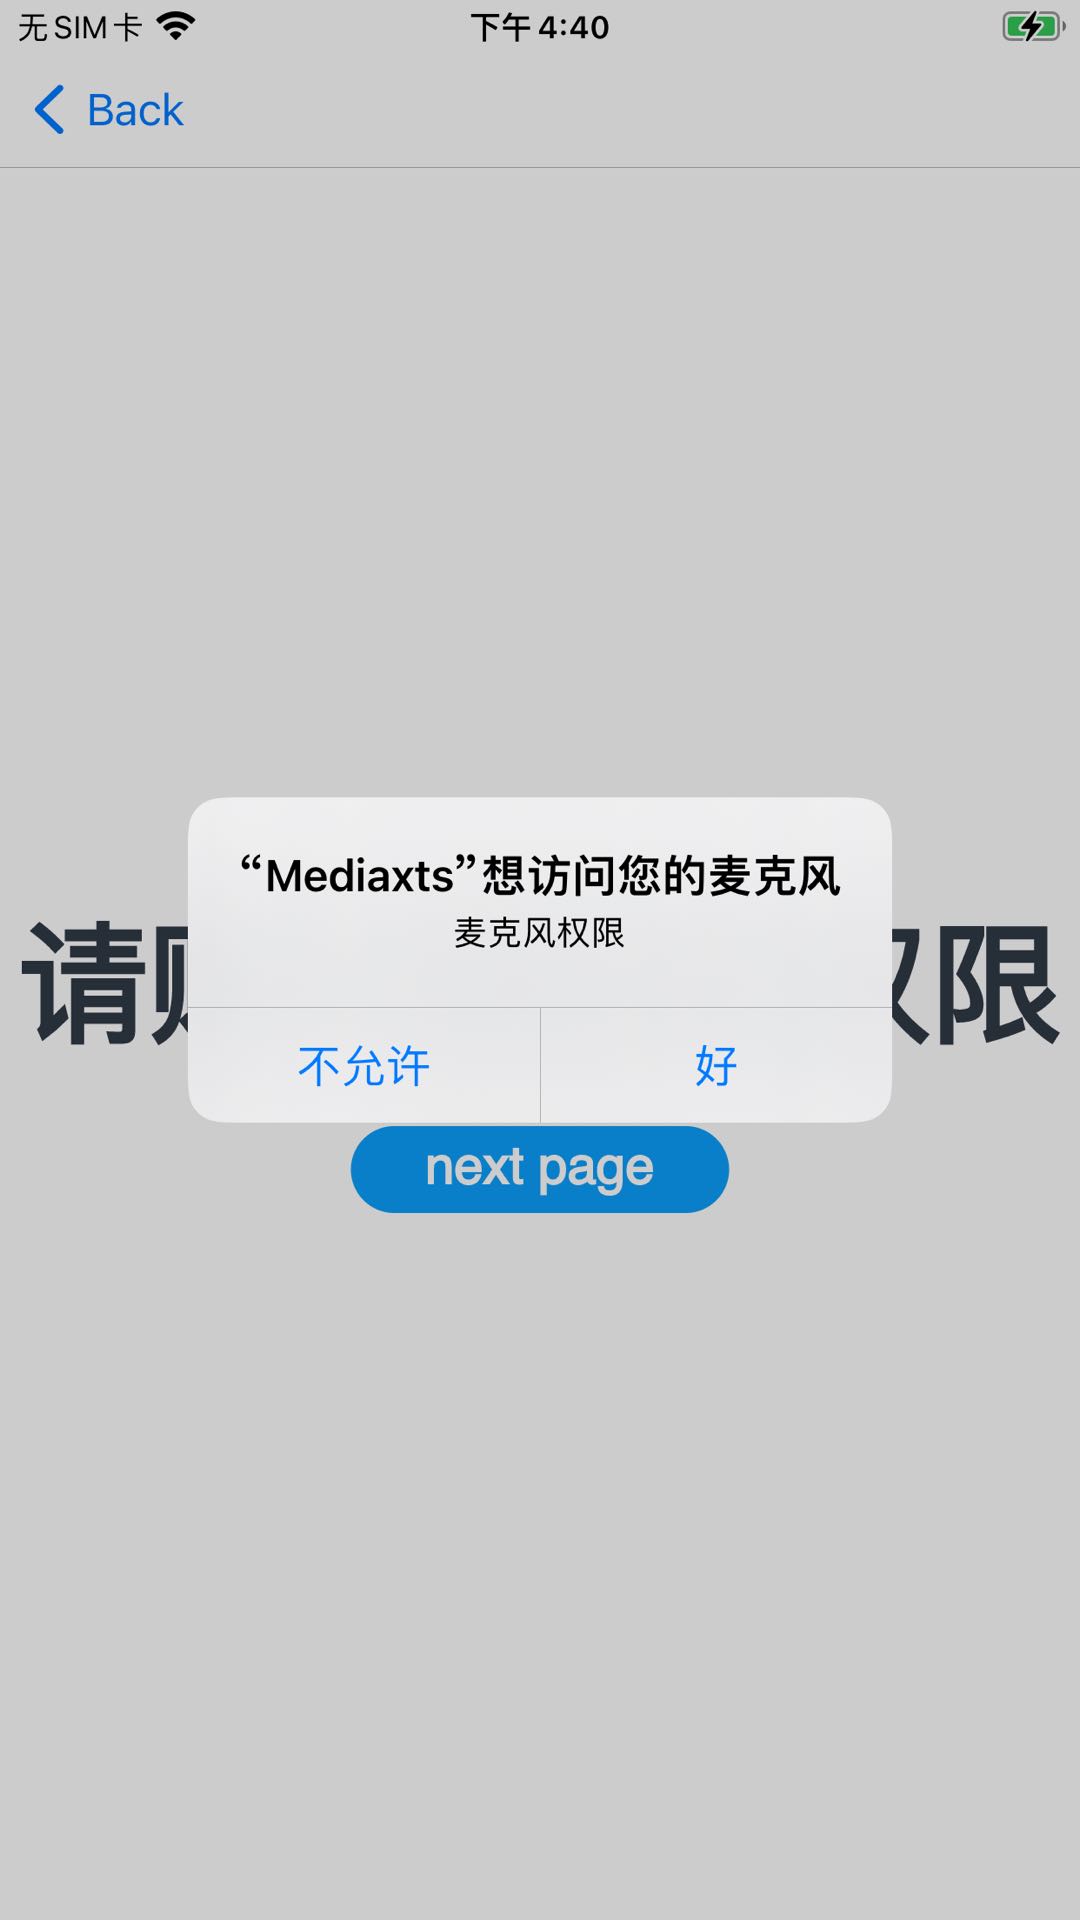 无SIM卡 下午4:40
Back
“Mediaxts”想访问您的麦克风
麦克风权限
请 权限
不允许 好
next page